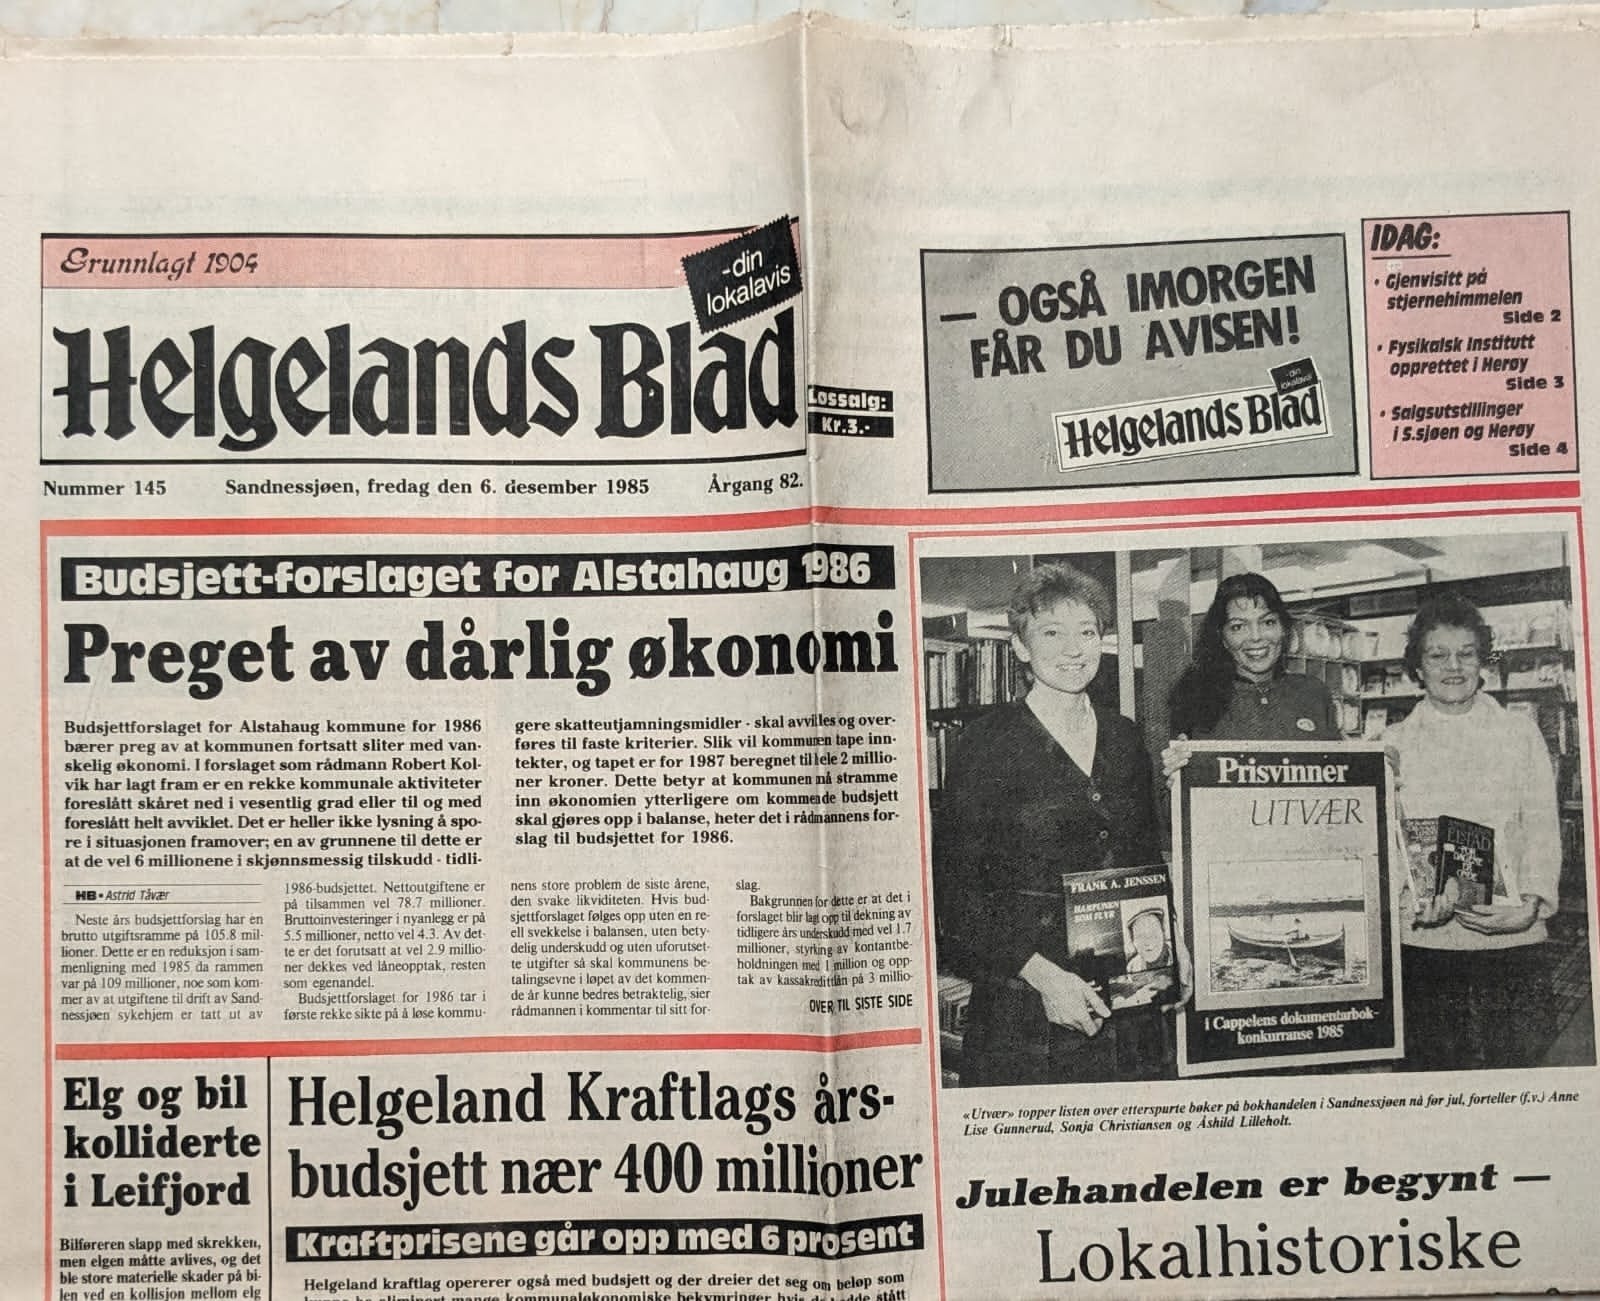 Grunnlagt 1904
-din
lokalavis
Helgelands Blad
Løssalg:
Kr.3.-
Nummer 145 Sandnessjøen, fredag den 6. desember 1985 Årgang 82.
— OGSÅ IMORGEN
FÅR DU AVISEN!
-din
lokalavis
Helgelands Blad
IDAG:
• Gjenvisitt på
stjernehimmelen
Side 2
• Fysikalsk Institutt
opprettet i Herøy
Side 3
• Salgsutstillinger
i S.sjøen og Herøy
Side 4
Budsjett-forslaget for Alstahaug 1986
Preget av dårlig økonomi
Budsjettforslaget for Alstahaug kommune for 1986
bærer preg av at kommunen fortsatt sliter med van-
skelig økonomi. I forslaget som rådmann Robert Kol-
vik har lagt fram er en rekke kommunale aktiviteter
foreslått skåret ned i vesentlig grad eller til og med
foreslått helt avviklet. Det er heller ikke lysning å spo-
re i situasjonen framover; en av grunnene til dette er
at de vel 6 millionene i skjønnsmessig tilskudd - tidli-
gere skatteutjamningsmidler - skal avvikles og over-
føres til faste kriterier. Slik vil kommunen tape inn-
tekter, og tapet er for 1987 beregnet til hele 2 millio-
ner kroner. Dette betyr at kommunen må stramme
inn økonomien ytterligere om kommende budsjett
skal gjøres opp i balanse, heter det i rådmannens for-
slag til budsjettet for 1986.
HB • Astrid Tåvær
Neste års budsjettforslag har en
brutto utgiftsramme på 105.8 mil-
lioner. Dette er en reduksjon i sam-
menligning med 1985 da rammen
var på 109 millioner, noe som kom-
mer av at utgiftene til drift av Sand-
nessjøen sykehjem er tatt ut av
1986-budsjettet. Nettoutgiftene er
på tilsammen vel 78.7 millioner.
Bruttoinvesteringer i nyanlegg er på
5.5 millioner, netto vel 4.3. Av det-
te er det forutsatt at vel 2.9 millio-
ner dekkes ved låneopptak, resten
som egenandel.
Budsjettforslaget for 1986 tar i
første rekke sikte på å løse kommu-
nens store problem de siste årene,
den svake likviditeten. Hvis bud-
sjettforslaget følges opp uten en re-
ell svekkelse i balansen, uten bety-
delig underskudd og uten uforutset-
te utgifter så skal kommunens be-
talingsevne i løpet av det kommen-
de år kunne bedres betraktelig, sier
rådmannen i kommentar til sitt for-
slag.
Bakgrunnen for dette er at det i
forslaget blir lagt opp til dekning av
tidligere års underskudd med vel 1.7
millioner, styrking av kontantbe-
holdningen med 1 million og opp-
tak av kassakredittlån på 3 millio-
OVER TIL SISTE SIDE
Prisvinner
UTVÆR
i Cappelens dokumentarbok-
konkurranse 1985
FRANK A. JENSSEN
HARPUNEN
SOM FLYR
«Utvær» topper listen over etterspurte bøker på bokhandelen i Sandnessjøen nå før jul, forteller (f.v.) Anne
Lise Gunnerud, Sonja Christiansen og Åshild Lilleholt.
Elg og bil
kolliderte
i Leifjord
Bilføreren slapp med skrekken,
men elgen måtte avlives, og det
ble store materielle skader på bi-
len ved en kollisjon mellom elg
Helgeland Kraftlags års-
budsjett nær 400 millioner
Kraftprisene går opp med 6 prosent
Helgeland kraftlag opererer også med budsjett og der dreier det seg om beløp som
Julehandelen er begynt —
Lokalhistoriske